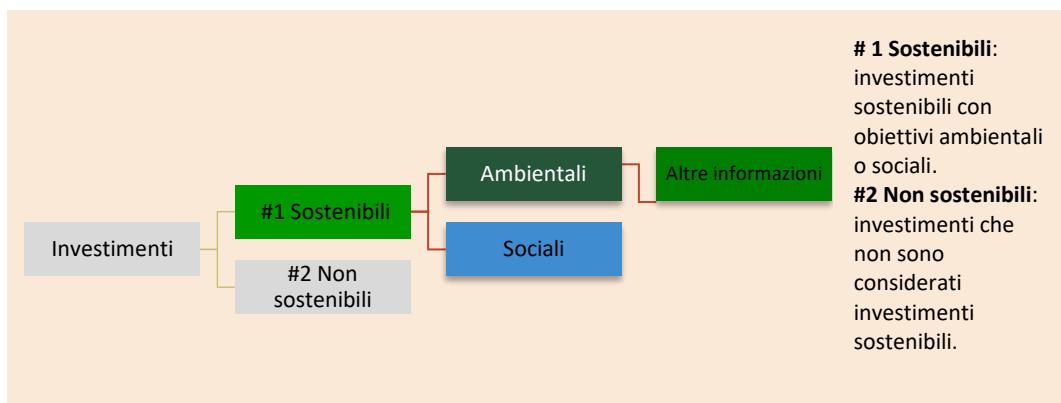 Investimenti
#1 Sostenibili
#2 Non
sostenibili
Ambientali
Sociali
Altre informazioni
# 1 Sostenibili:
investimenti
sostenibili con
obiettivi ambientali
o sociali.
#2 Non sostenibili:
investimenti che
non sono
considerati
investimenti
sostenibili.